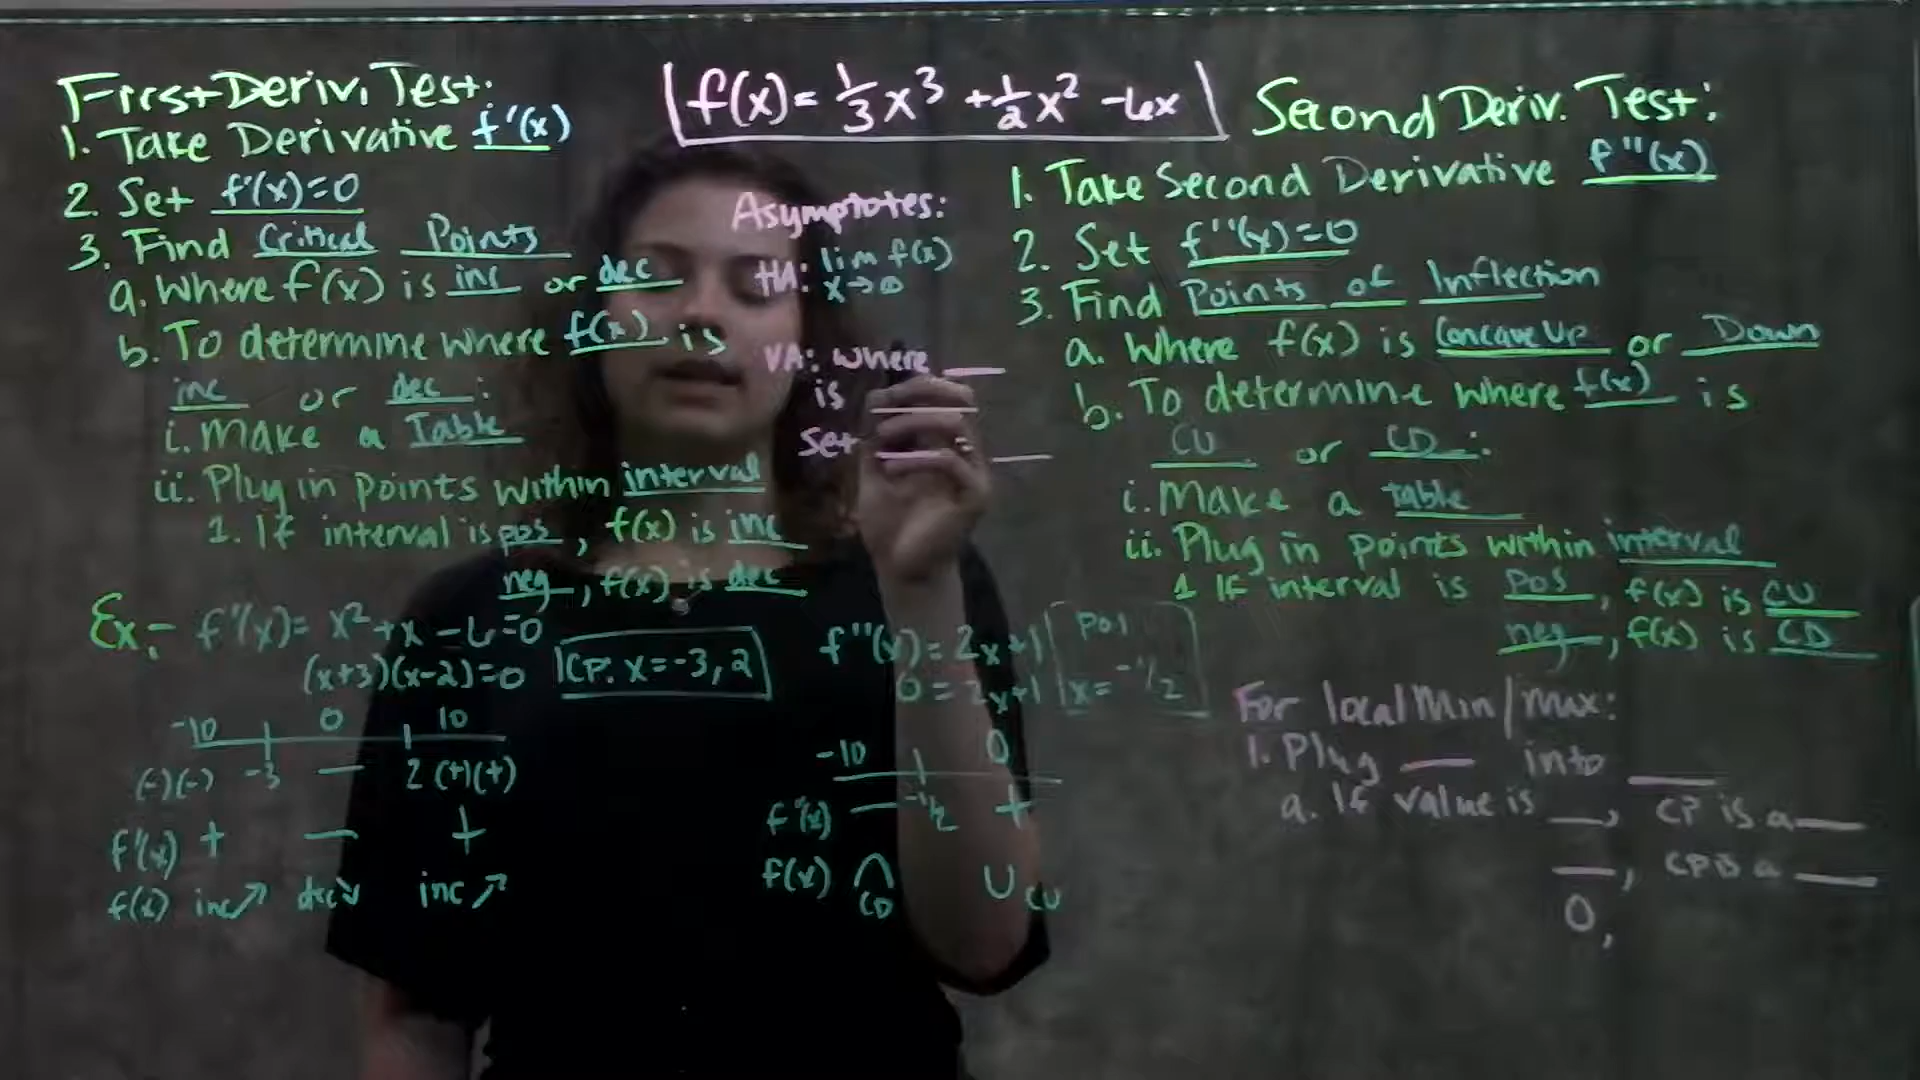 First Deriv. Test:
1. Take Derivative f'(x)
2. Set f'(x)=0
3. Find Critical Points
a. Where f(x) is inc or dec
b. To determine where f(x) is
inc or dec:
i. Make a Table
ii. Plug in points within interval
1. If interval is pos, f(x) is inc
neg, f(x) is dec
Ex:- f'(x)= x²+x-6=0
(x+3)(x-2)=0
CP: x=-3,2
-10 0 10
(-)(-) -3 — 2 (+)(+)
f'(x) + — +
f(x) inc↗ dec↘ inc↗
f(x)= 1/3x³ + 1/2x² -6x
Asymptotes:
HA: lim f(x)
x→∞
VA: where ___
is ___
Set ___ ___
Second Deriv. Test:
1. Take Second Derivative f''(x)
2. Set f''(x)=0
3. Find Points of Inflection
a. Where f(x) is Concave Up or Down
b. To determine where f(x) is
CU or CD:
i. Make a table
ii. Plug in points within interval
1 If interval is pos, f(x) is CU
neg, f(x) is CD
f''(x)=2x+1
0=2x+1
POI
x=-1/2
-10 0
f''(x) — -1/2 +
f(x) ∩ CD ∪ CU
For local Min/Max:
1. Plug ___ into ___
a. If value is ___, CP is a ___
___, CP is a ___
0,